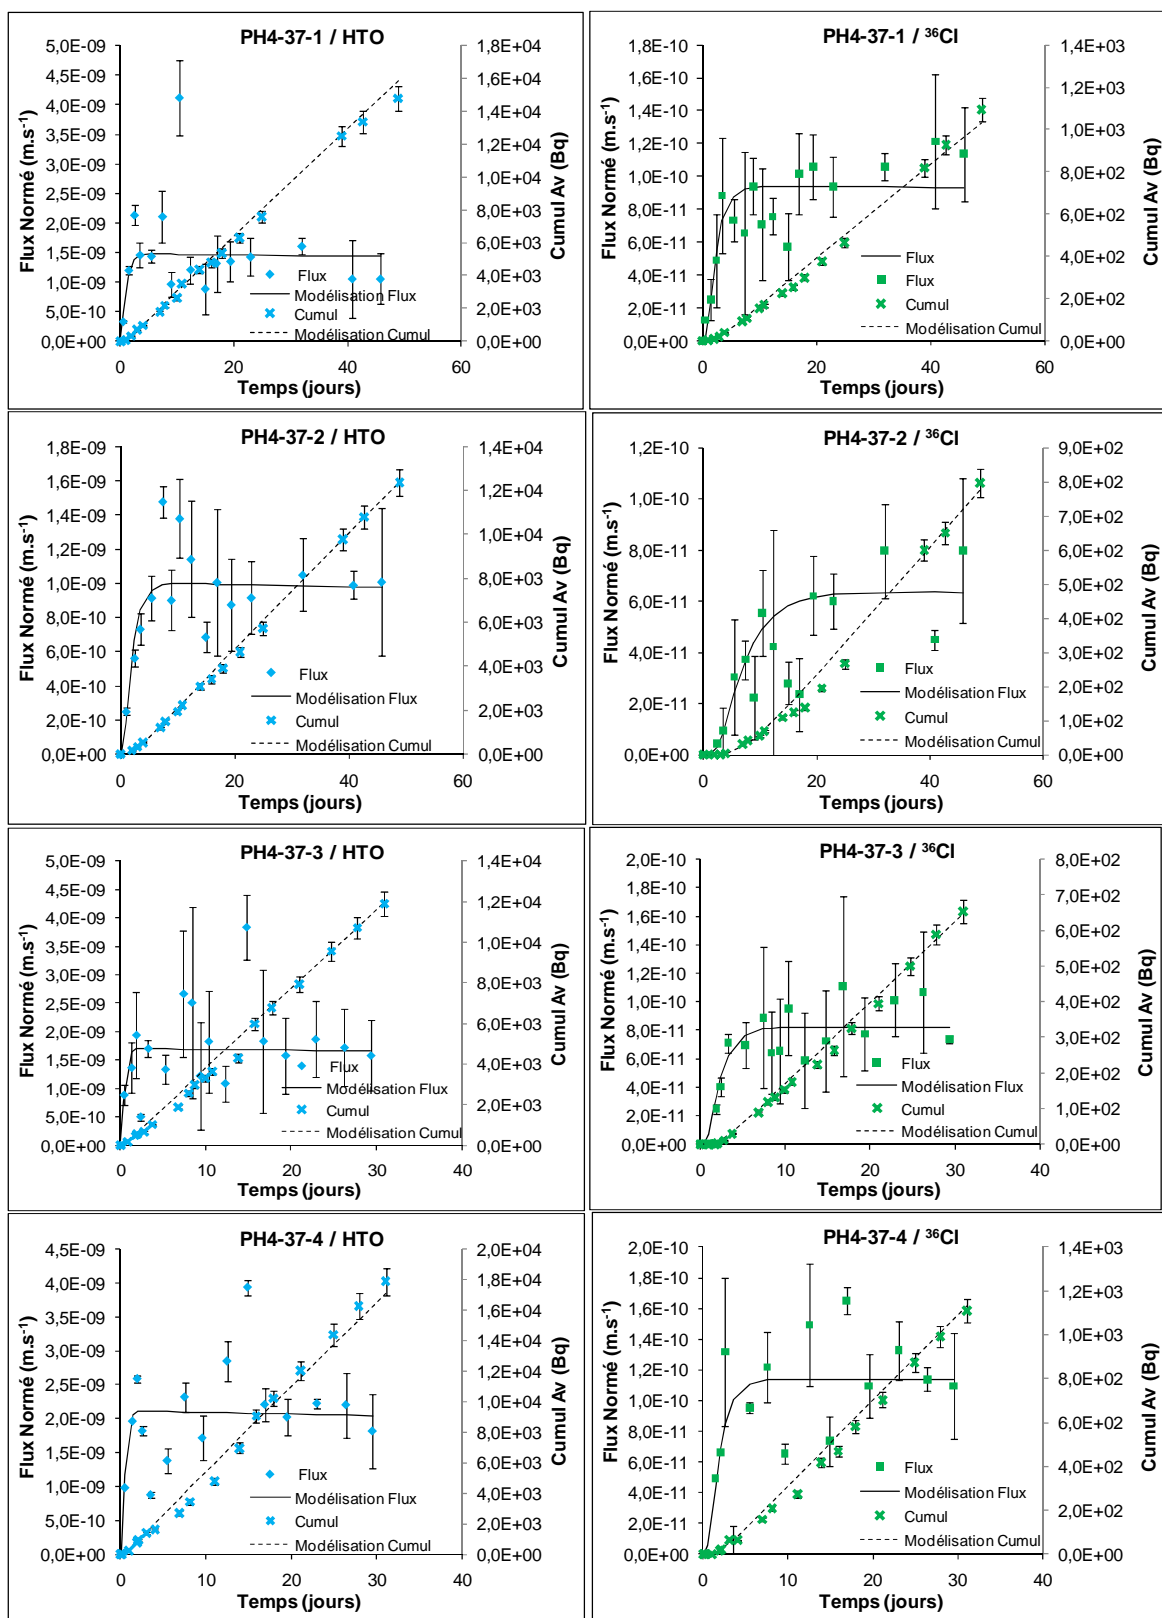 PH4-37-1 / HTO
Flux Normé (m.s⁻¹)
5,0E-09
4,5E-09
4,0E-09
3,5E-09
3,0E-09
2,5E-09
2,0E-09
1,5E-09
1,0E-09
5,0E-10
0,0E+00
1,8E+04
1,6E+04
1,4E+04
1,2E+04
1,0E+04
8,0E+03
6,0E+03
4,0E+03
2,0E+03
0,0E+00
Cumul Av (Bq)
Flux
Modélisation Flux
Cumul
Modélisation Cumul
0 20 40 60
Temps (jours)
PH4-37-1 / ³⁶Cl
Flux Normé (m.s⁻¹)
1,8E-10
1,6E-10
1,4E-10
1,2E-10
1,0E-10
8,0E-11
6,0E-11
4,0E-11
2,0E-11
0,0E+00
1,4E+03
1,2E+03
1,0E+03
8,0E+02
6,0E+02
4,0E+02
2,0E+02
0,0E+00
Cumul Av (Bq)
Flux
Flux
Cumul
Modélisation Cumul
0 20 40 60
Temps (jours)
PH4-37-2 / HTO
Flux Normé (m.s⁻¹)
1,8E-09
1,6E-09
1,4E-09
1,2E-09
1,0E-09
8,0E-10
6,0E-10
4,0E-10
2,0E-10
0,0E+00
1,4E+04
1,2E+04
1,0E+04
8,0E+03
6,0E+03
4,0E+03
2,0E+03
0,0E+00
Cumul Av (Bq)
Flux
Modélisation Flux
Cumul
Modélisation Cumul
0 20 40 60
Temps (jours)
PH4-37-2 / ³⁶Cl
Flux Normé (m.s⁻¹)
1,2E-10
1,0E-10
8,0E-11
6,0E-11
4,0E-11
2,0E-11
0,0E+00
9,0E+02
8,0E+02
7,0E+02
6,0E+02
5,0E+02
4,0E+02
3,0E+02
2,0E+02
1,0E+02
0,0E+00
Cumul Av (Bq)
Flux
Modélisation Flux
Cumul
Modélisation Cumul
0 20 40 60
Temps (jours)
PH4-37-3 / HTO
Flux Normé (m.s⁻¹)
5,0E-09
4,5E-09
4,0E-09
3,5E-09
3,0E-09
2,5E-09
2,0E-09
1,5E-09
1,0E-09
5,0E-10
0,0E+00
1,4E+04
1,2E+04
1,0E+04
8,0E+03
6,0E+03
4,0E+03
2,0E+03
0,0E+00
Cumul Av (Bq)
Flux
Modélisation Flux
Cumul
Modélisation Cumul
0 10 20 30 40
Temps (jours)
PH4-37-3 / ³⁶Cl
Flux Normé (m.s⁻¹)
2,0E-10
1,8E-10
1,6E-10
1,4E-10
1,2E-10
1,0E-10
8,0E-11
6,0E-11
4,0E-11
2,0E-11
0,0E+00
8,0E+02
7,0E+02
6,0E+02
5,0E+02
4,0E+02
3,0E+02
2,0E+02
1,0E+02
0,0E+00
Cumul Av (Bq)
Flux
Modélisation Flux
Cumul
Modélisation Cumul
0 10 20 30 40
Temps (jours)
PH4-37-4 / HTO
Flux Normé (m.s⁻¹)
4,5E-09
4,0E-09
3,5E-09
3,0E-09
2,5E-09
2,0E-09
1,5E-09
1,0E-09
5,0E-10
0,0E+00
2,0E+04
1,8E+04
1,6E+04
1,4E+04
1,2E+04
1,0E+04
8,0E+03
6,0E+03
4,0E+03
2,0E+03
0,0E+00
Cumul Av (Bq)
Flux
Modélisation Flux
Cumul
Modélisation Cumul
0 10 20 30 40
Temps (jours)
PH4-37-4 / ³⁶Cl
Flux Normé (m.s⁻¹)
2,0E-10
1,8E-10
1,6E-10
1,4E-10
1,2E-10
1,0E-10
8,0E-11
6,0E-11
4,0E-11
2,0E-11
0,0E+00
1,4E+03
1,2E+03
1,0E+03
8,0E+02
6,0E+02
4,0E+02
2,0E+02
0,0E+00
Cumul Av (Bq)
Flux
Modélisation Flux
Cumul
Modélisation Cumul
0 10 20 30 40
Temps (jours)